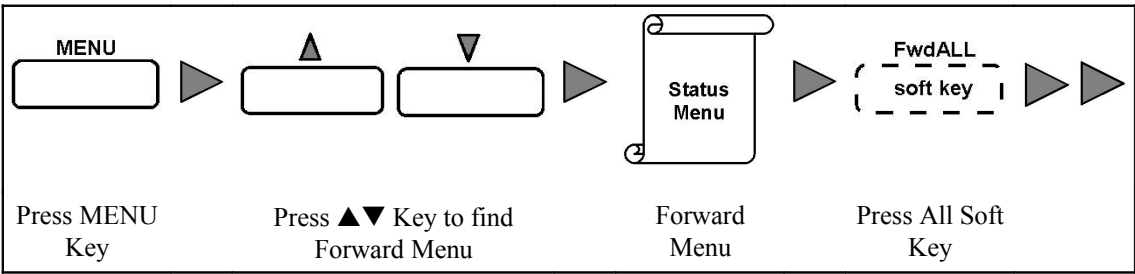 MENU
FwdALL
soft key
Status
Menu
Press MENU
Key
Press ▲▼ Key to find
Forward Menu
Forward
Menu
Press All Soft
Key